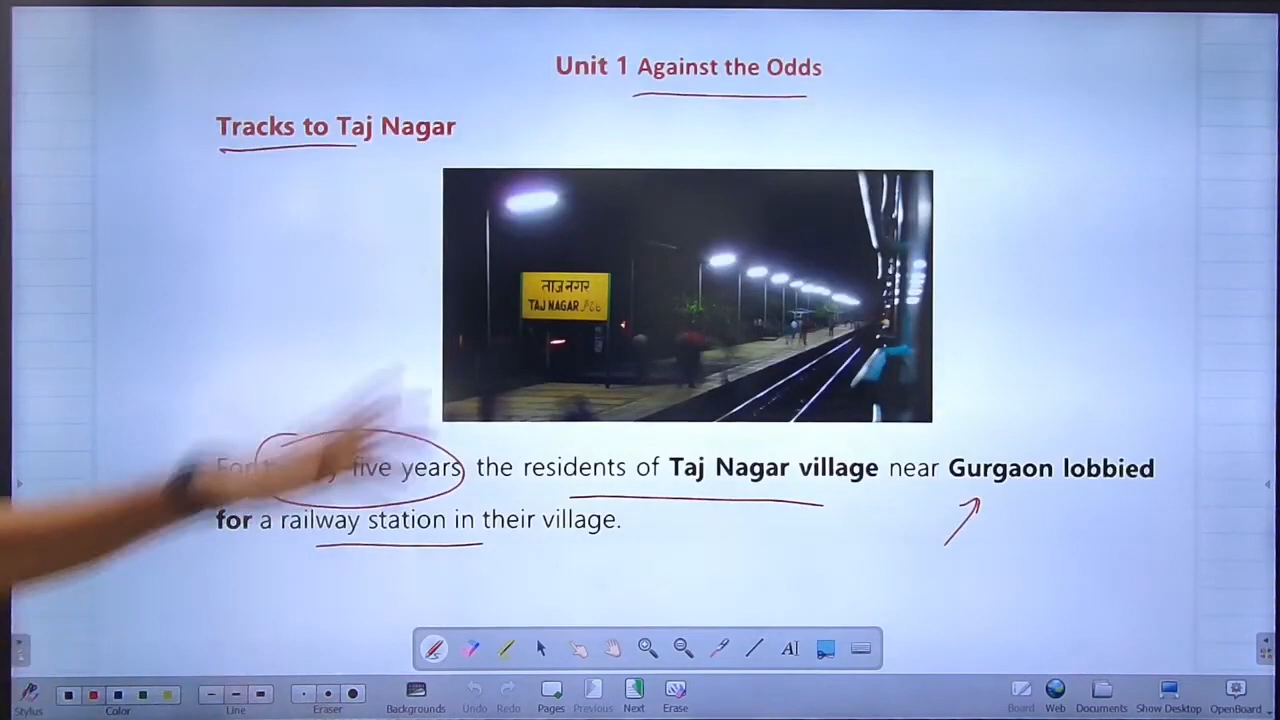 Unit 1 Against the Odds
Tracks to Taj Nagar
ताज नगर
TAJ NAGAR
five years the residents of Taj Nagar village near Gurgaon lobbied
for a railway station in their village.
Stylus
Color
Line
Eraser
Backgrounds
Undo
Redo
Pages
Previous
Next
Erase
Board
Web
Documents
Show Desktop
OpenBoard